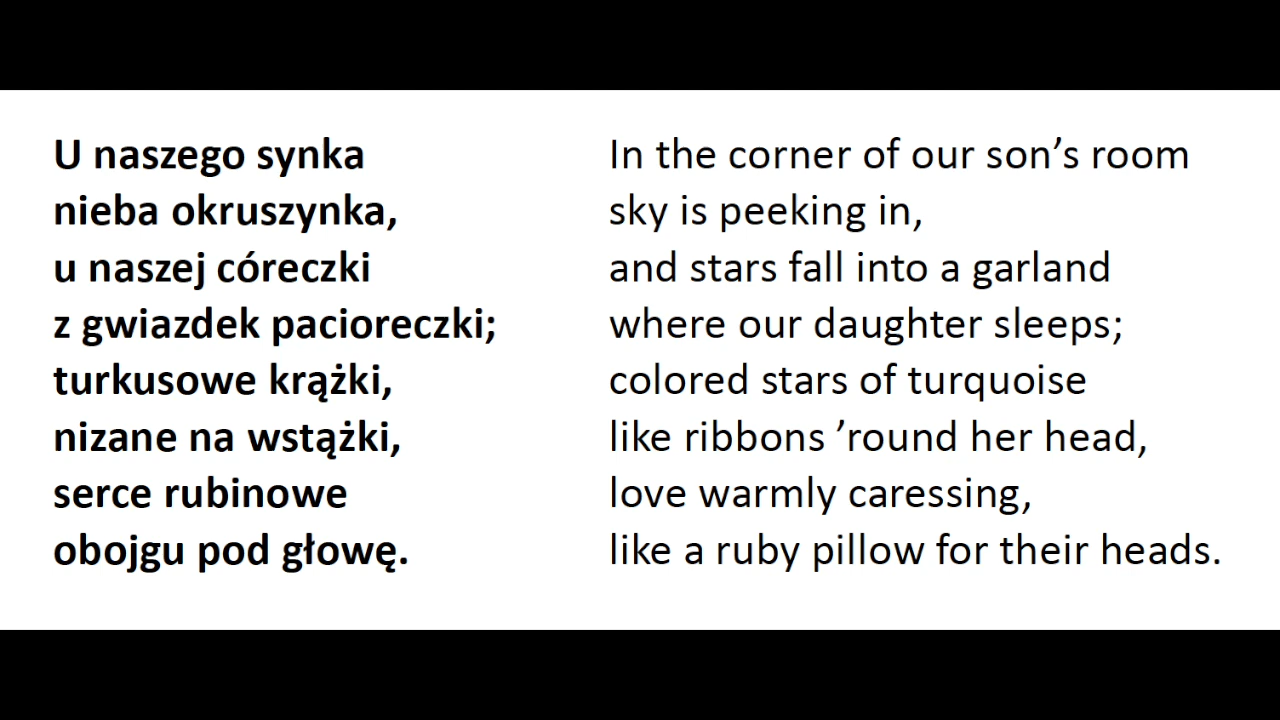 U naszego synka
nieba okruszynka,
u naszej córeczki
z gwiazdek pacioreczki;
turkusowe krążki,
nizane na wstążki,
serce rubinowe
obojgu pod głowę.
In the corner of our son’s room
sky is peeking in,
and stars fall into a garland
where our daughter sleeps;
colored stars of turquoise
like ribbons ’round her head,
love warmly caressing,
like a ruby pillow for their heads.